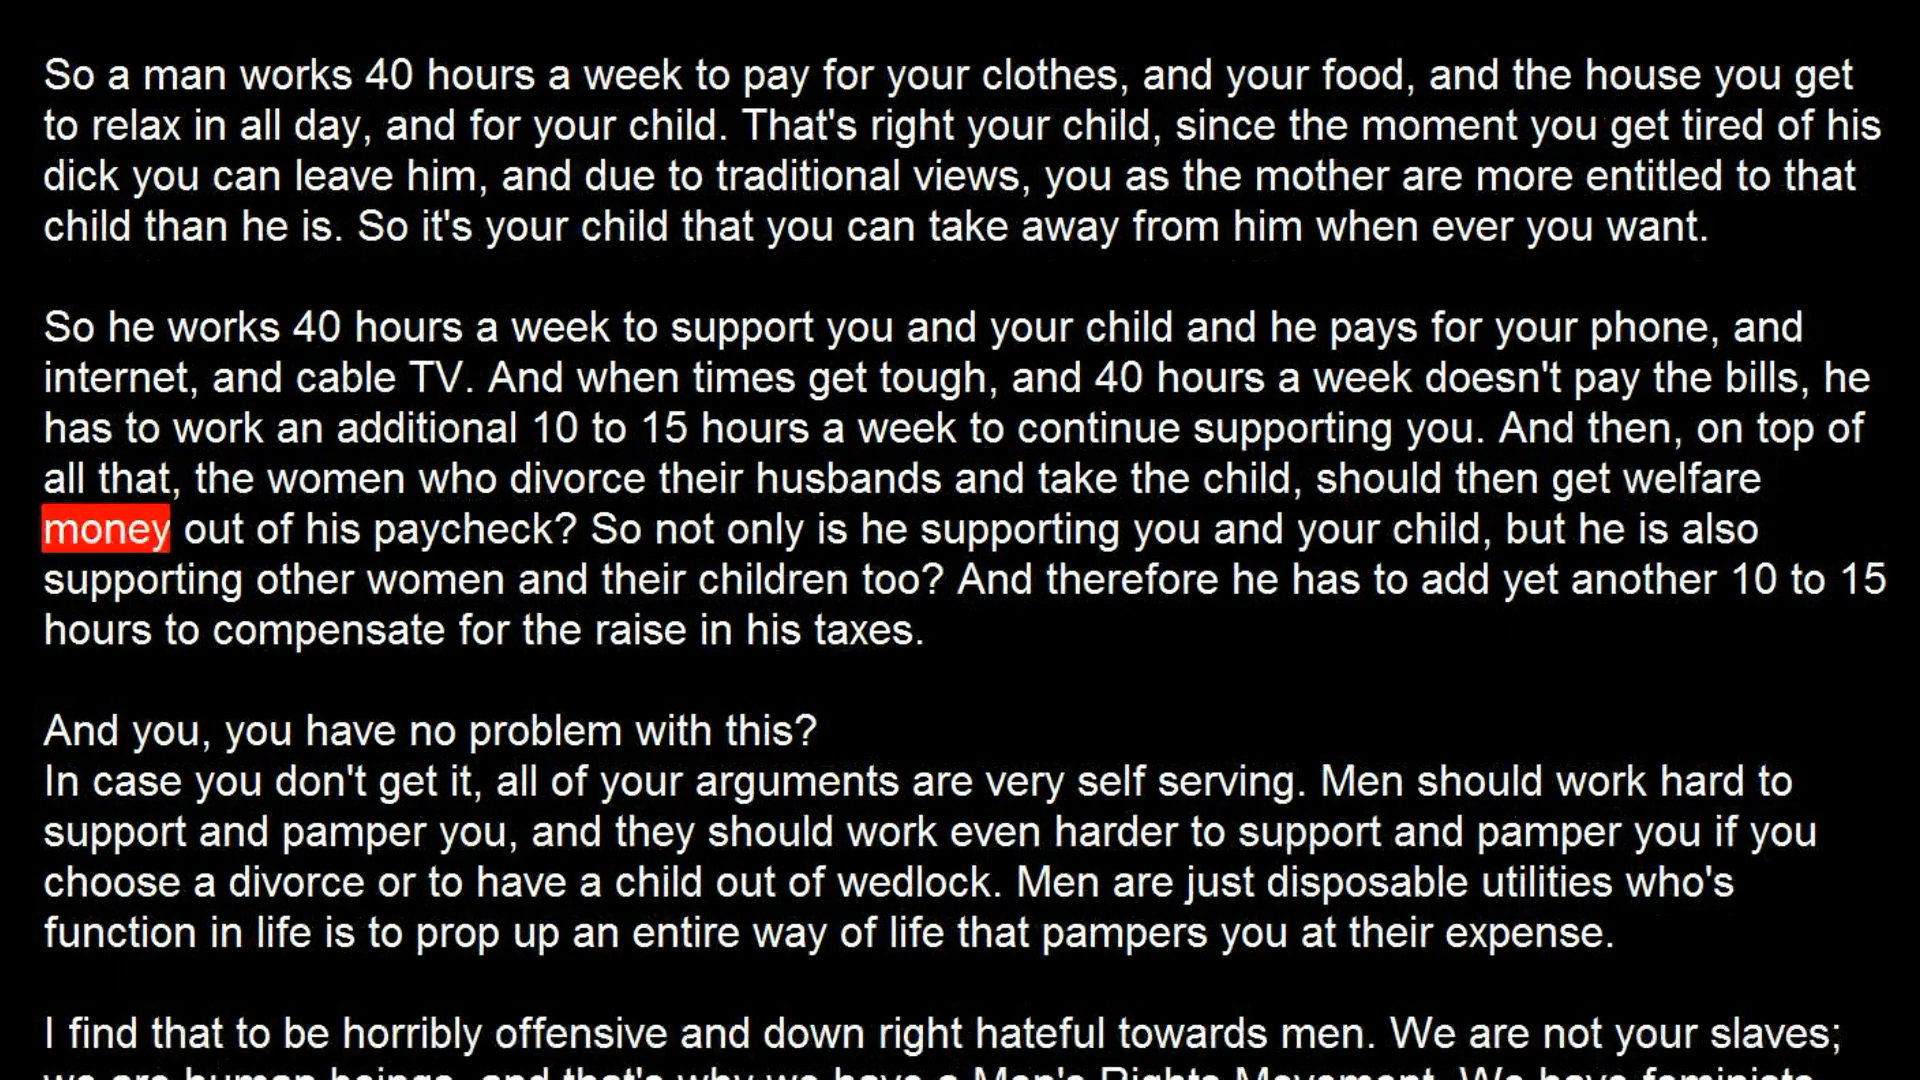 So a man works 40 hours a week to pay for your clothes, and your food, and the house you get
to relax in all day, and for your child. That's right your child, since the moment you get tired of his
dick you can leave him, and due to traditional views, you as the mother are more entitled to that
child than he is. So it's your child that you can take away from him when ever you want.
So he works 40 hours a week to support you and your child and he pays for your phone, and
internet, and cable TV. And when times get tough, and 40 hours a week doesn't pay the bills, he
has to work an additional 10 to 15 hours a week to continue supporting you. And then, on top of
all that, the women who divorce their husbands and take the child, should then get welfare
money out of his paycheck? So not only is he supporting you and your child, but he is also
supporting other women and their children too? And therefore he has to add yet another 10 to 15
hours to compensate for the raise in his taxes.
And you, you have no problem with this?
In case you don't get it, all of your arguments are very self serving. Men should work hard to
support and pamper you, and they should work even harder to support and pamper you if you
choose a divorce or to have a child out of wedlock. Men are just disposable utilities who's
function in life is to prop up an entire way of life that pampers you at their expense.
I find that to be horribly offensive and down right hateful towards men. We are not your slaves;
we are human beings, and that's why we have a Men's Rights Movement. We have feminists